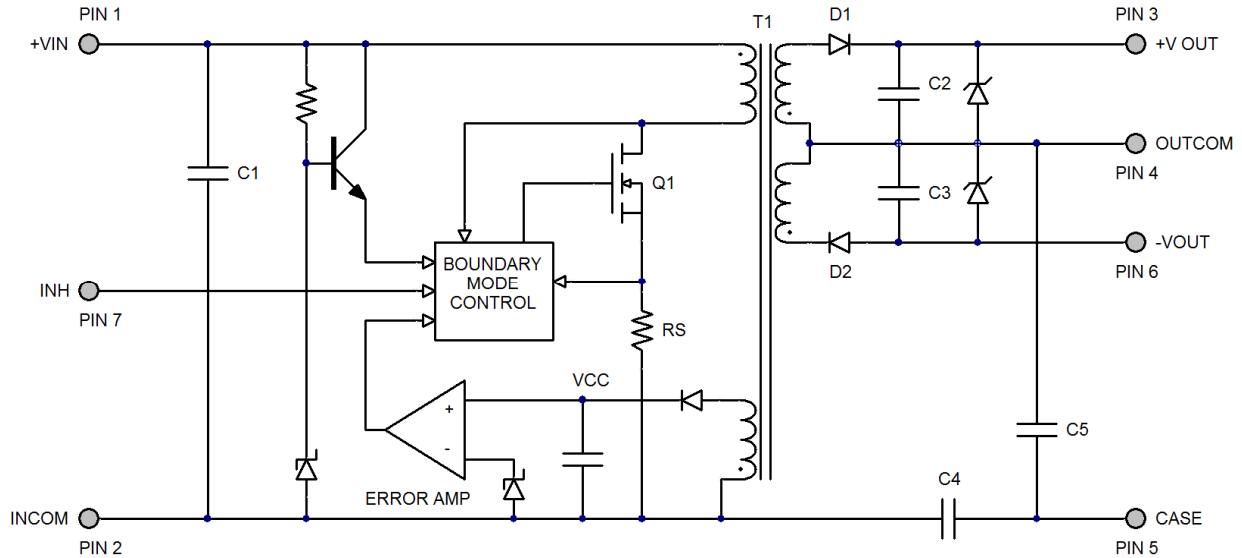 PIN 1
T1
D1
PIN 3
+VIN
+V OUT
C2
C1
OUTCOM
Q1
PIN 4
C3
BOUNDARY
MODE
CONTROL
-VOUT
D2
PIN 6
INH
PIN 7
RS
VCC
+
-
C5
ERROR AMP
C4
INCOM
CASE
PIN 2
PIN 5